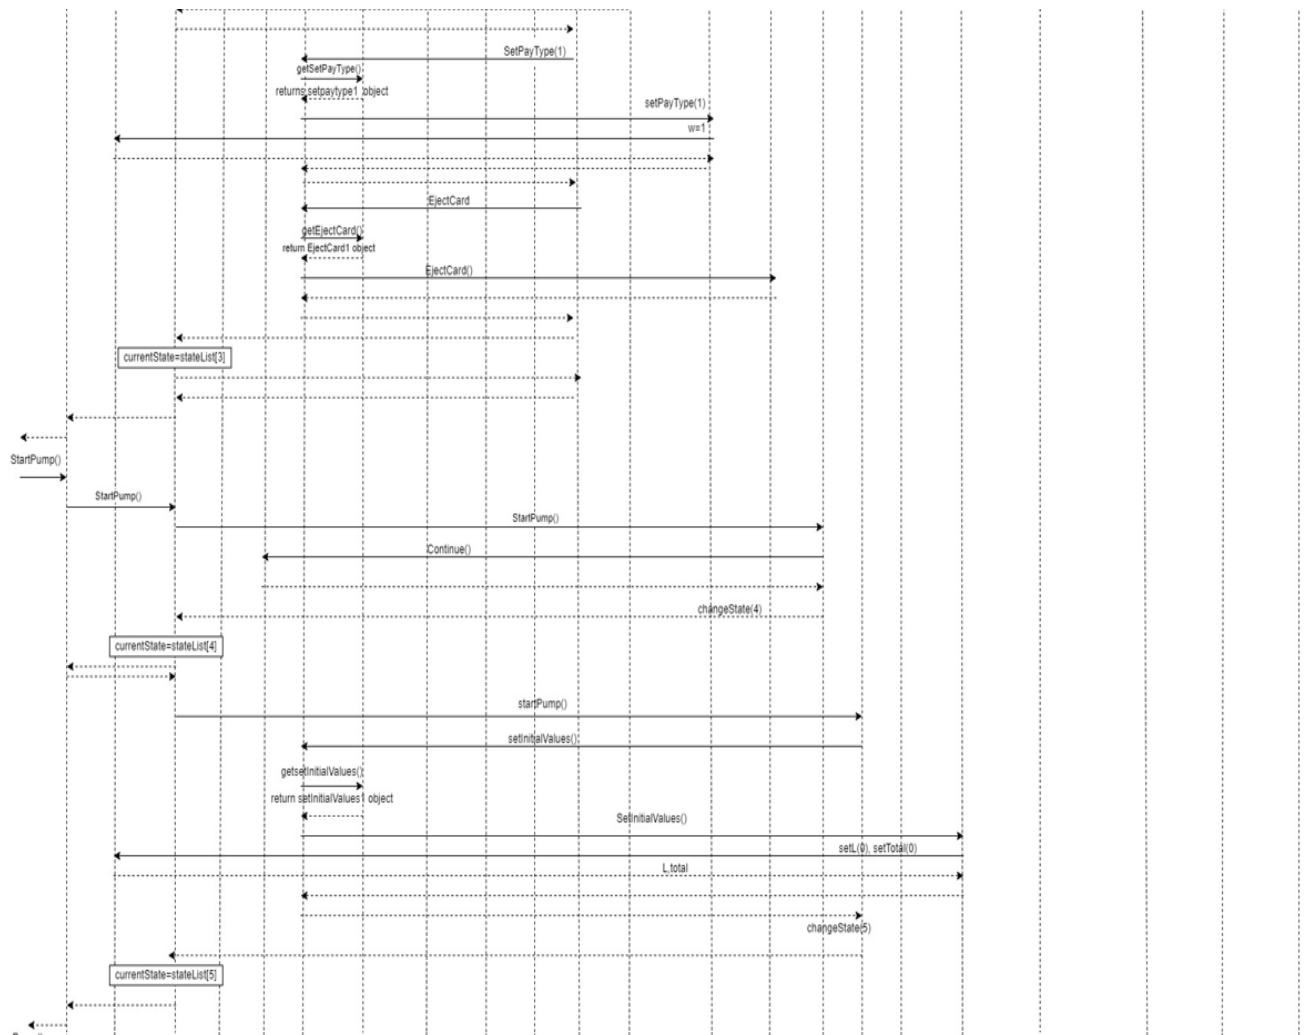 SetPayType(1)
getSetPayType()
returns setpaytype1 object
setPayType(1)
w=1
EjectCard
getEjectCard()
return EjectCard1 object
EjectCard()
currentState=stateList[3]
StartPump()
StartPump()
StartPump()
Continue()
changeState(4)
currentState=stateList[4]
startPump()
setInitialValues()
getsetInitialValues()
return setInitialValues1 object
SetInitialValues()
setL(0), setTotal(0)
L,total
changeState(5)
currentState=stateList[5]